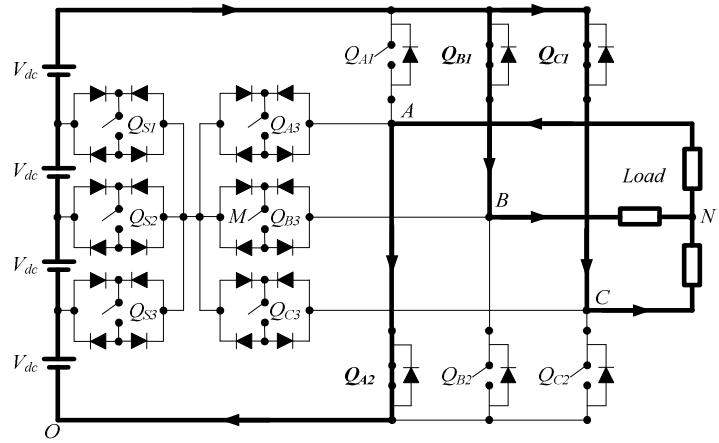 Q_A1 Q_B1 Q_C1
V_dc
Q_S1 Q_A3 A
V_dc
Load
Q_S2 M Q_B3 B N
V_dc
Q_S3 Q_C3 C
V_dc
Q_A2 Q_B2 Q_C2
O